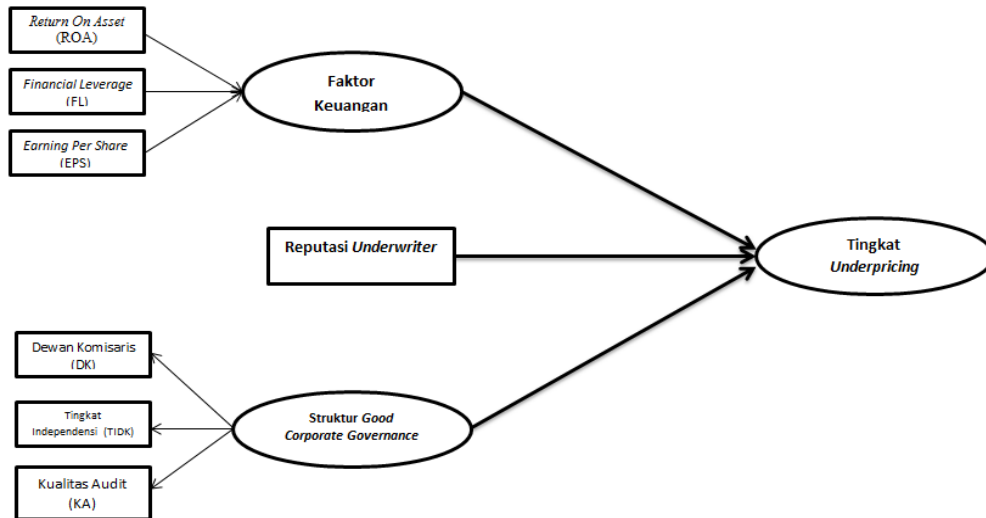 Return On Asset
(ROA)
Financial Leverage
(FL)
Earning Per Share
(EPS)
Faktor
Keuangan
Reputasi Underwriter
Tingkat
Underpricing
Dewan Komisaris
(DK)
Tingkat
Independensi (TIDK)
Kualitas Audit
(KA)
Struktur Good
Corporate Governance